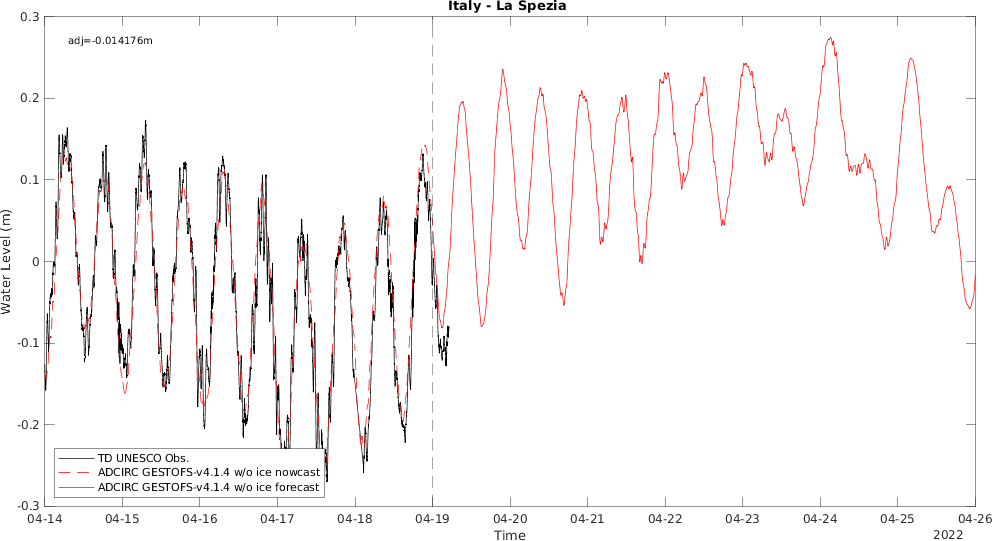 Italy - La Spezia
adj=-0.014176m
0.3
0.2
0.1
0
-0.1
-0.2
-0.3
Water Level (m)
TD UNESCO Obs.
ADCIRC GESTOFS-v4.1.4 w/o ice nowcast
ADCIRC GESTOFS-v4.1.4 w/o ice forecast
04-14 04-15 04-16 04-17 04-18 04-19 04-20 04-21 04-22 04-23 04-24 04-25 04-26
Time
2022